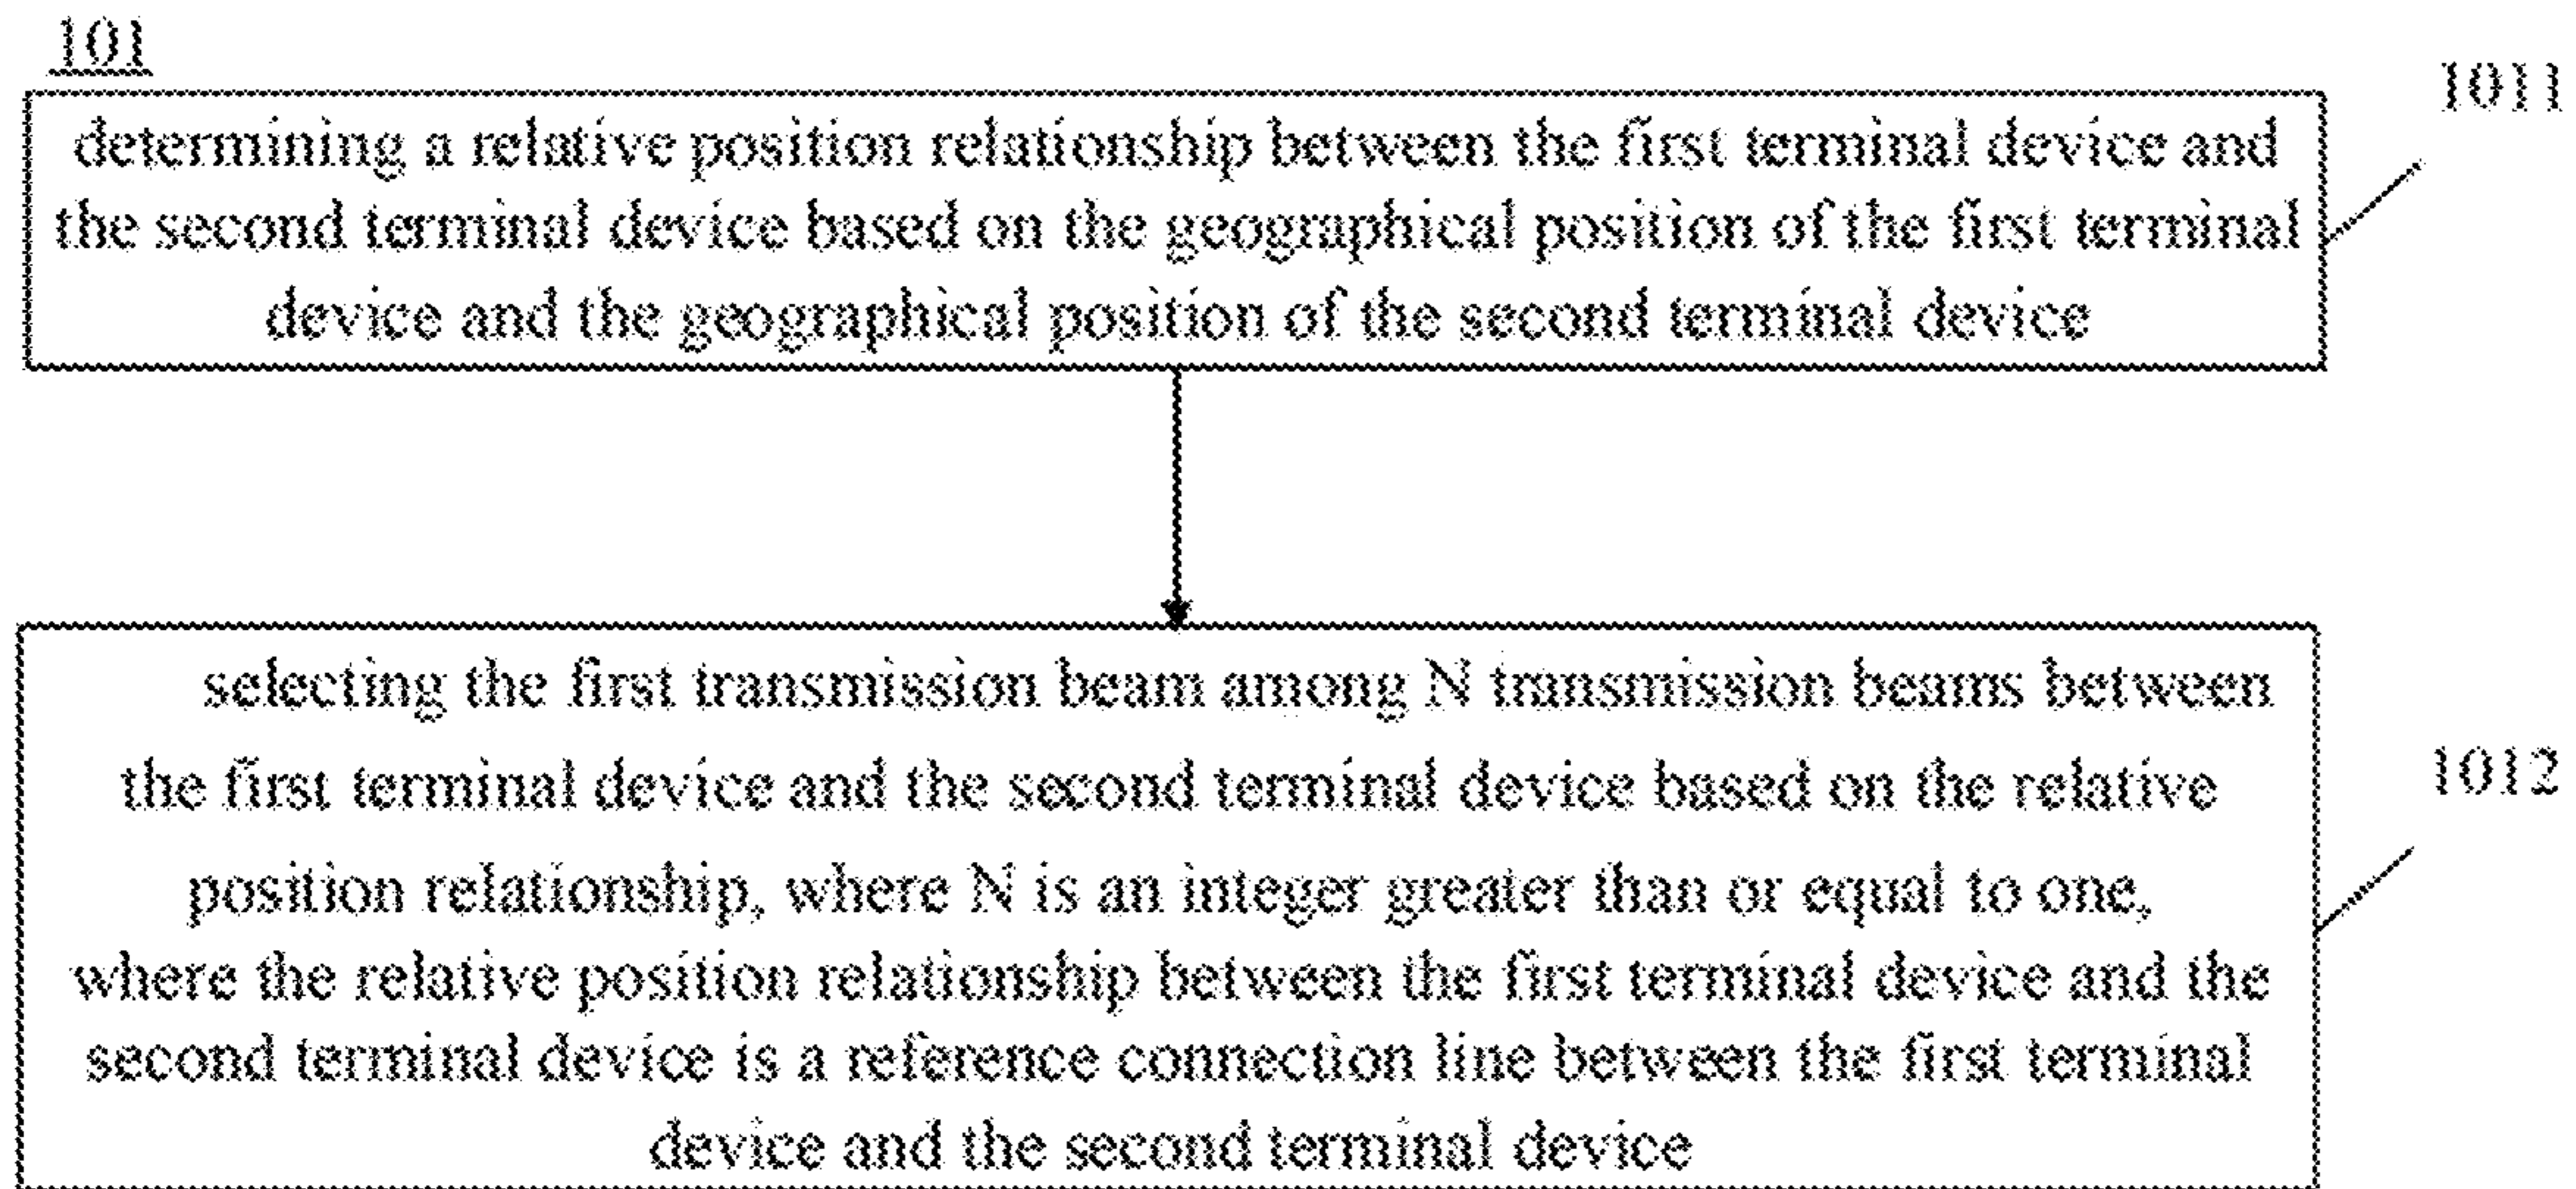 101
1011
determining a relative position relationship between the first terminal device and
the second terminal device based on the geographical position of the first terminal
device and the geographical position of the second terminal device
selecting the first transmission beam among N transmission beams between
the first terminal device and the second terminal device based on the relative
1012
position relationship, where N is an integer greater than or equal to one,
where the relative position relationship between the first terminal device and the
second terminal device is a reference connection line between the first terminal
device and the second terminal device